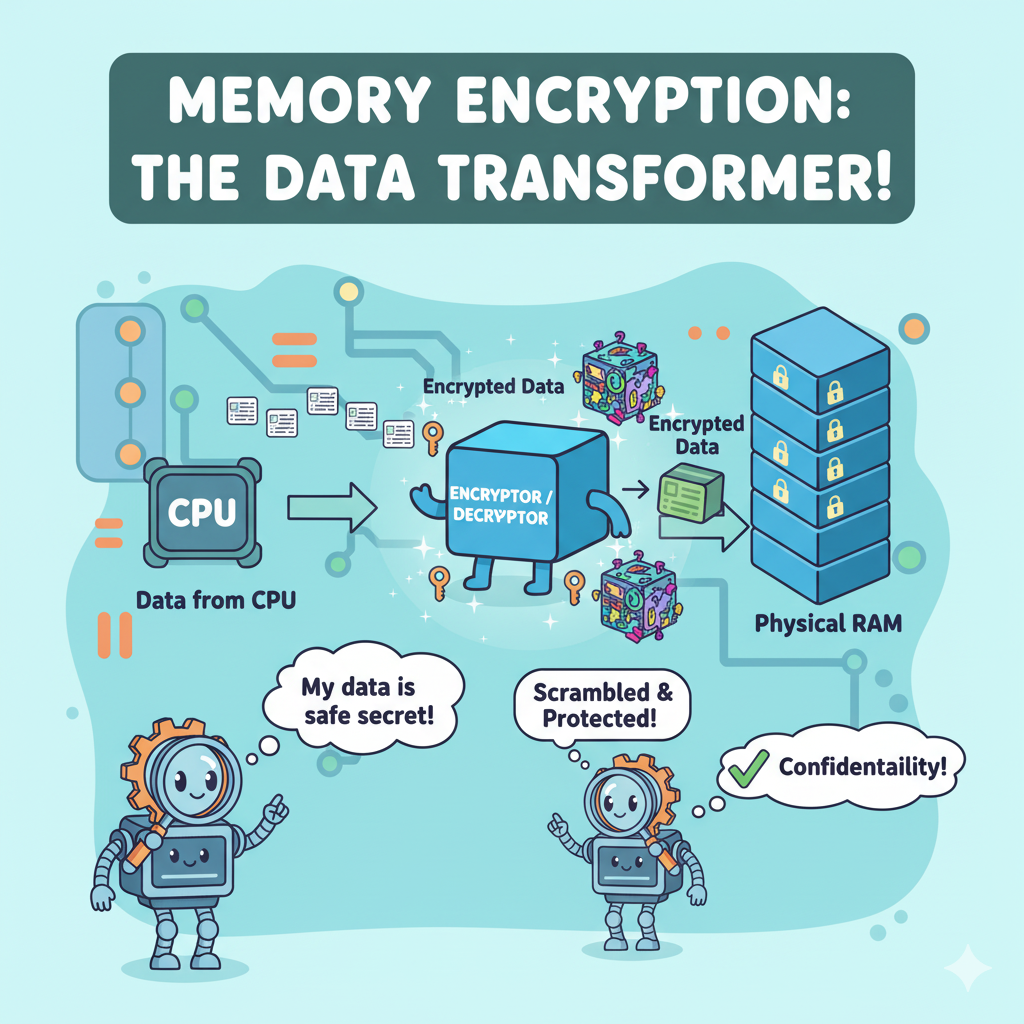 MEMORY ENCRYPTION:
THE DATA TRANSFORMER!
Encrypted Data
Encrypted
Data
CPU
ENCRYPTOR /
DECRYPTOR
Data from CPU
Physical RAM
My data is
safe secret!
Scrambled &
Protected!
Confidentaility!